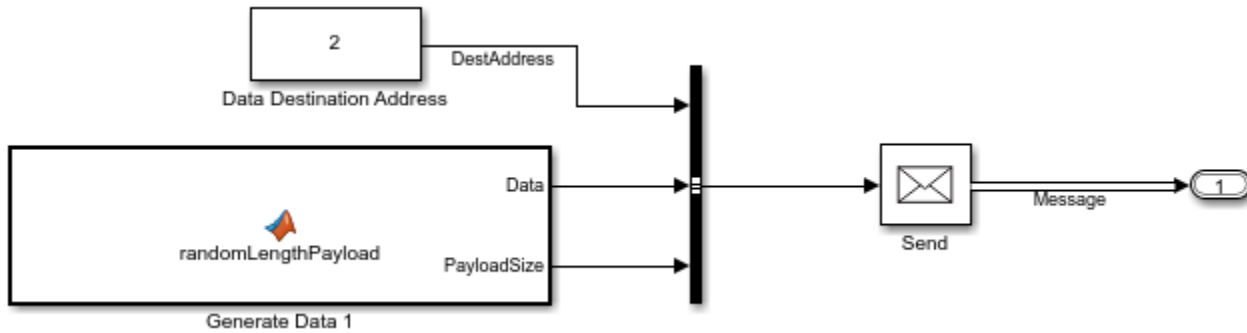 2
DestAddress
Data Destination Address
Data
randomLengthPayload
PayloadSize
Generate Data 1
Send
Message
1